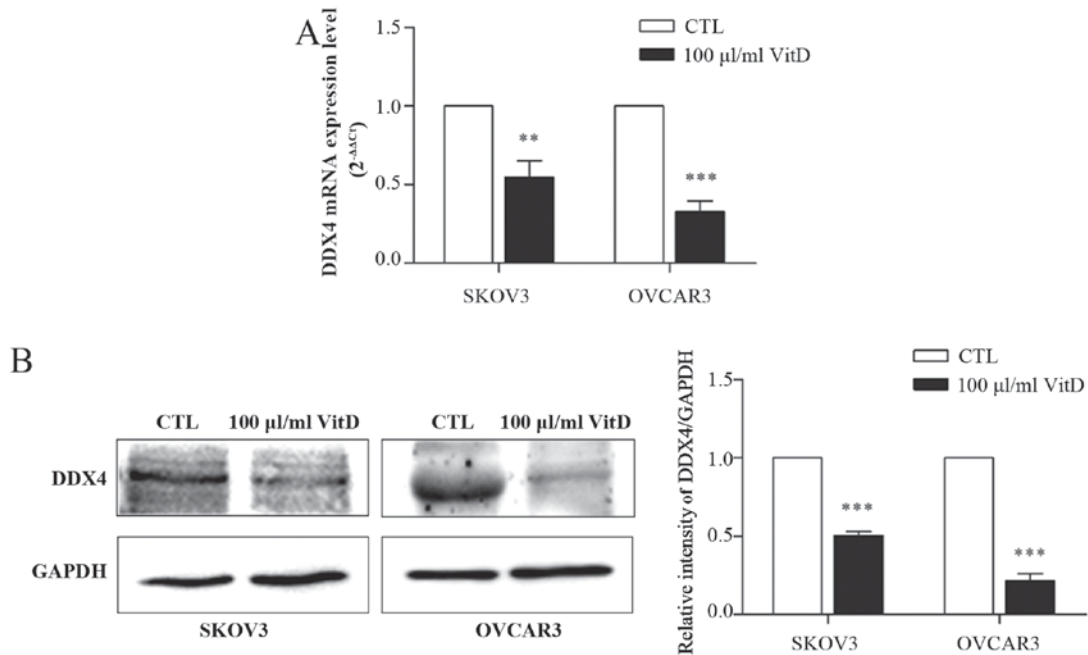 A
DDX4 mRNA expression level
(2^-ΔΔCt)
1.5
1.0
0.5
0.0
CTL
100 μl/ml VitD
**
***
SKOV3
OVCAR3
B
CTL
100 μl/ml VitD
CTL
100 μl/ml VitD
DDX4
GAPDH
SKOV3
OVCAR3
Relative intensity of DDX4/GAPDH
1.5
1.0
0.5
0.0
CTL
100 μl/ml VitD
***
***
SKOV3
OVCAR3